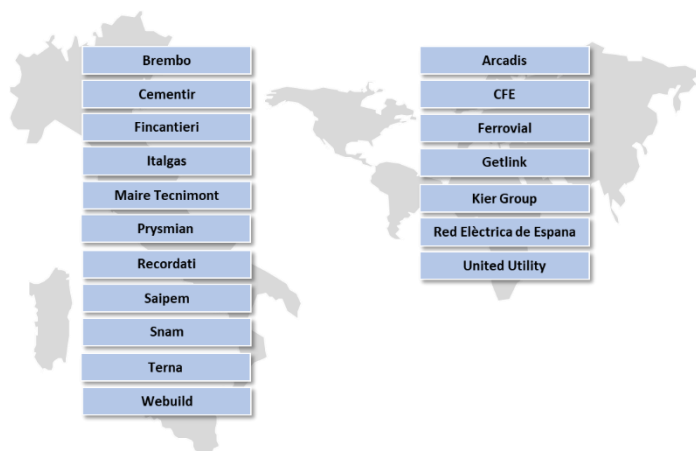 Brembo
Cementir
Fincantieri
Italgas
Maire Tecnimont
Prysmian
Recordati
Saipem
Snam
Terna
Webuild
Arcadis
CFE
Ferrovial
Getlink
Kier Group
Red Elèctrica de Espana
United Utility